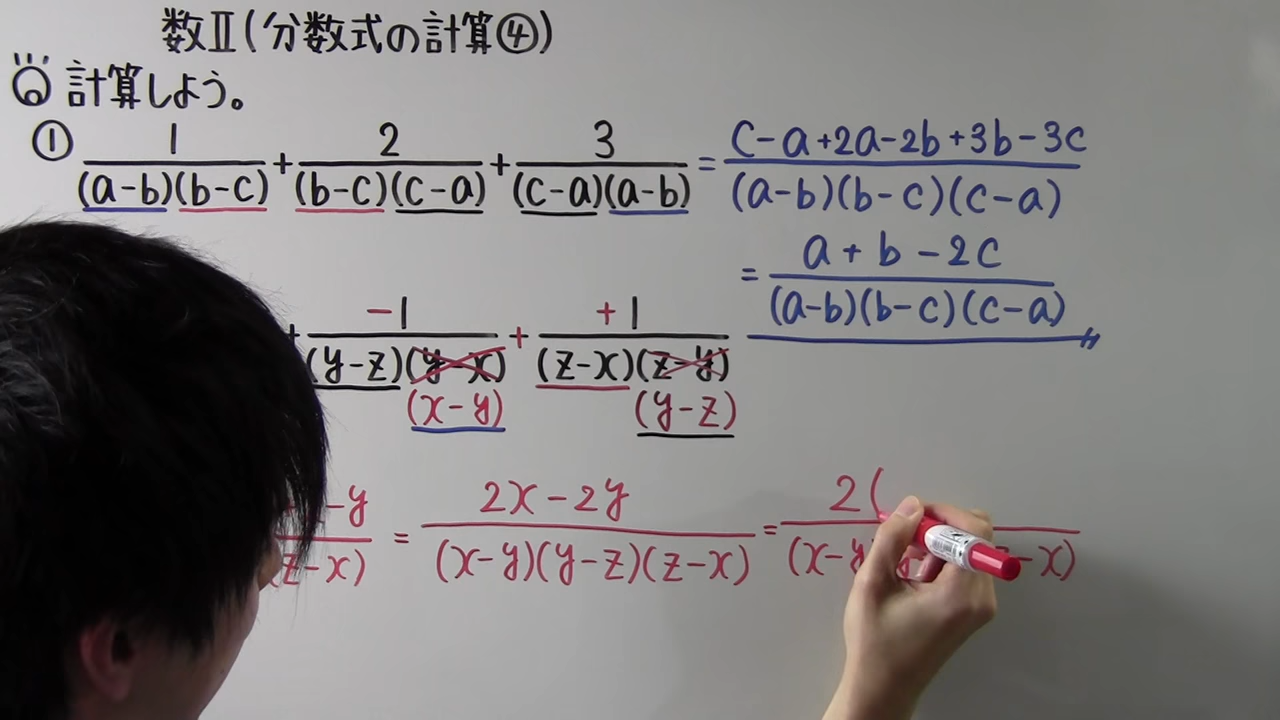 数Ⅱ(分数式の計算④)
Q 計算しよう。
① 1/((a-b)(b-c)) + 2/((b-c)(c-a)) + 3/((c-a)(a-b)) = (c-a+2a-2b+3b-3c)/((a-b)(b-c)(c-a))
= (a+b-2c)/((a-b)(b-c)(c-a))
+ -1/((y-z)(y-x)) + +1/((z-x)(z-y))
(x-y) (y-z)
-y/(z-x) = (2x-2y)/((x-y)(y-z)(z-x)) = 2(/(x-y) -x)